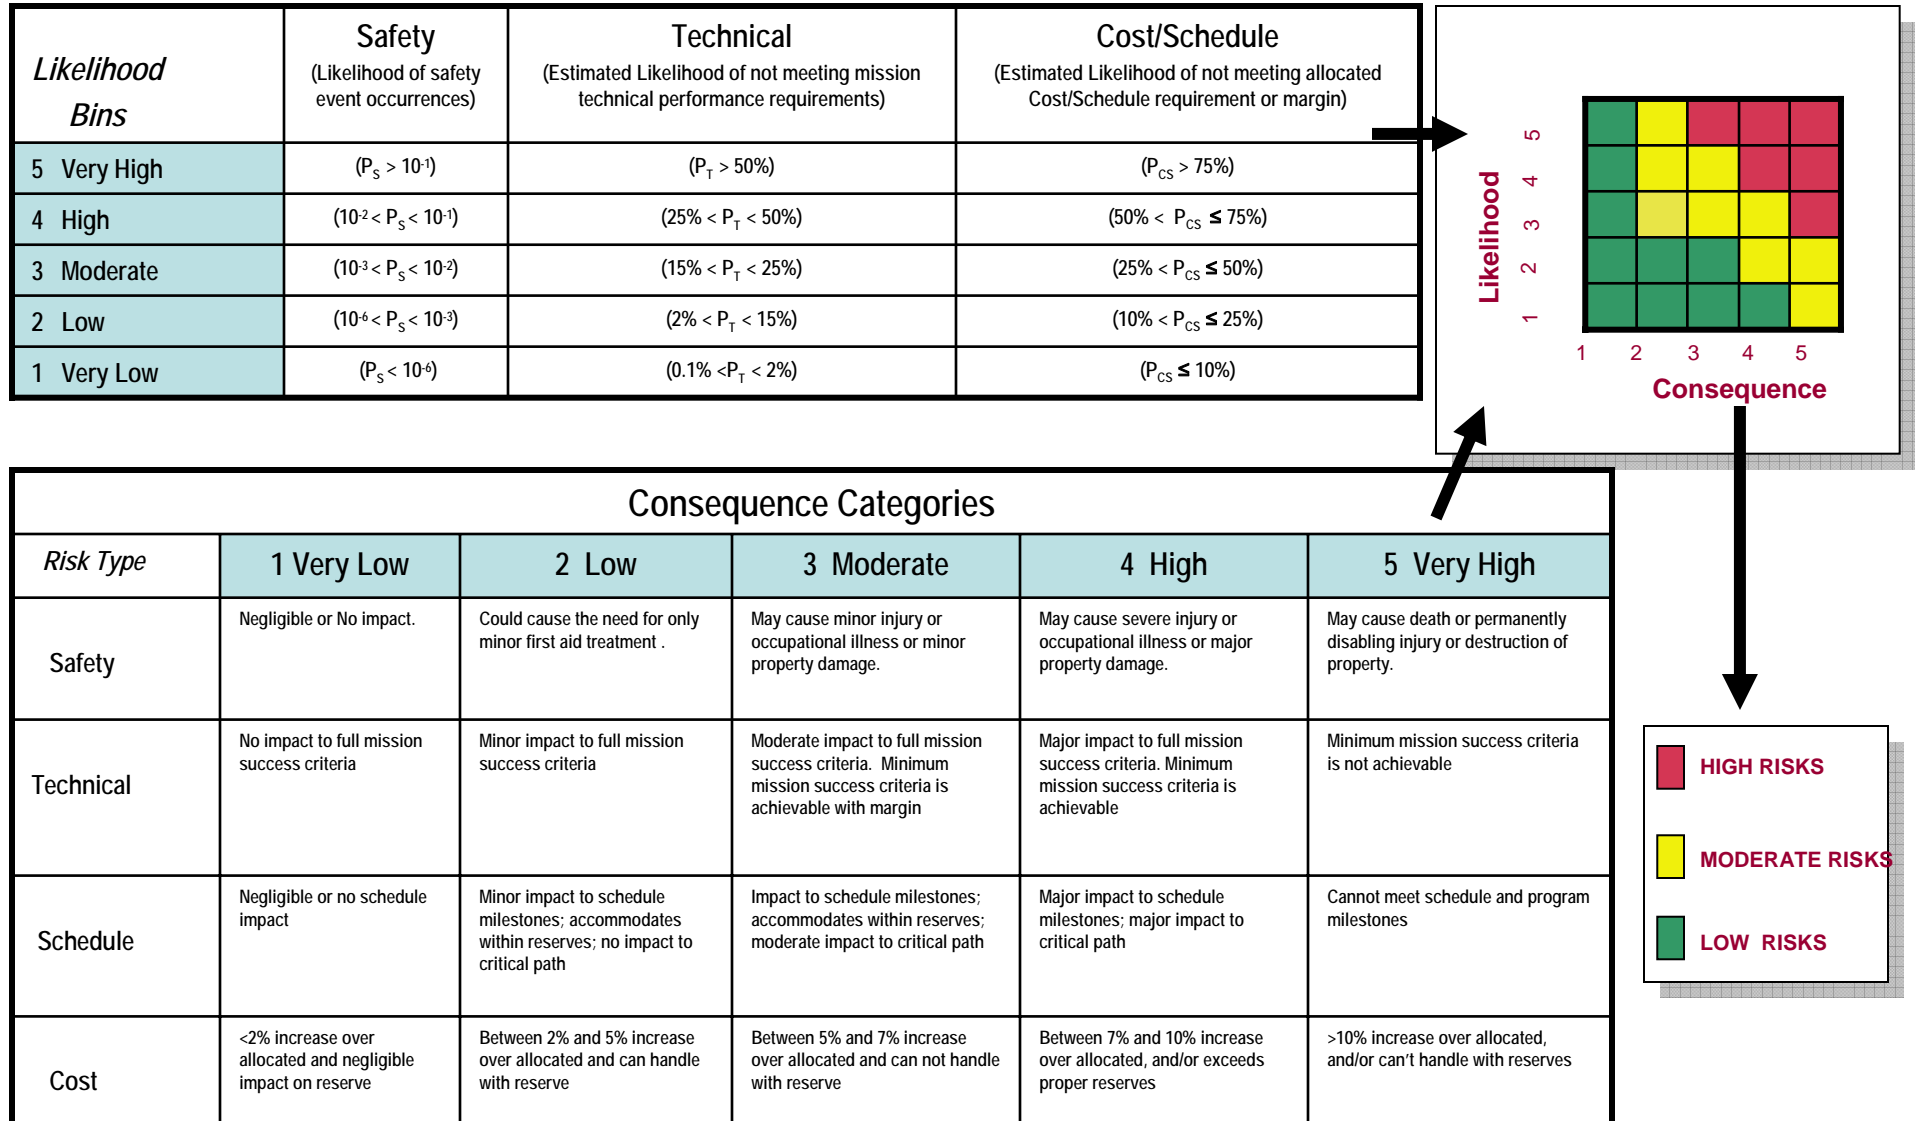 Likelihood
Bins
Safety
(Likelihood of safety
event occurrences)
Technical
(Estimated Likelihood of not meeting mission
technical performance requirements)
Cost/Schedule
(Estimated Likelihood of not meeting allocated
Cost/Schedule requirement or margin)
5 Very High
(P_S > 10^-1)
(P_T > 50%)
(P_CS > 75%)
4 High
(10^-2 < P_S < 10^-1)
(25% < P_T < 50%)
(50% < P_CS ≤ 75%)
3 Moderate
(10^-3 < P_S < 10^-2)
(15% < P_T < 25%)
(25% < P_CS ≤ 50%)
2 Low
(10^-6 < P_S < 10^-3)
(2% < P_T < 15%)
(10% < P_CS ≤ 25%)
1 Very Low
(P_S < 10^-6)
(0.1% <P_T < 2%)
(P_CS ≤ 10%)
Likelihood
5
4
3
2
1
1 2 3 4 5
Consequence
Consequence Categories
Risk Type
1 Very Low
2 Low
3 Moderate
4 High
5 Very High
Safety
Negligible or No impact.
Could cause the need for only
minor first aid treatment .
May cause minor injury or
occupational illness or minor
property damage.
May cause severe injury or
occupational illness or major
property damage.
May cause death or permanently
disabling injury or destruction of
property.
Technical
No impact to full mission
success criteria
Minor impact to full mission
success criteria
Moderate impact to full mission
success criteria. Minimum
mission success criteria is
achievable with margin
Major impact to full mission
success criteria. Minimum
mission success criteria is
achievable
Minimum mission success criteria
is not achievable
Schedule
Negligible or no schedule
impact
Minor impact to schedule
milestones; accommodates
within reserves; no impact to
critical path
Impact to schedule milestones;
accommodates within reserves;
moderate impact to critical path
Major impact to schedule
milestones; major impact to
critical path
Cannot meet schedule and program
milestones
Cost
<2% increase over
allocated and negligible
impact on reserve
Between 2% and 5% increase
over allocated and can handle
with reserve
Between 5% and 7% increase
over allocated and can not handle
with reserve
Between 7% and 10% increase
over allocated, and/or exceeds
proper reserves
>10% increase over allocated,
and/or can't handle with reserves
HIGH RISKS
MODERATE RISKS
LOW RISKS